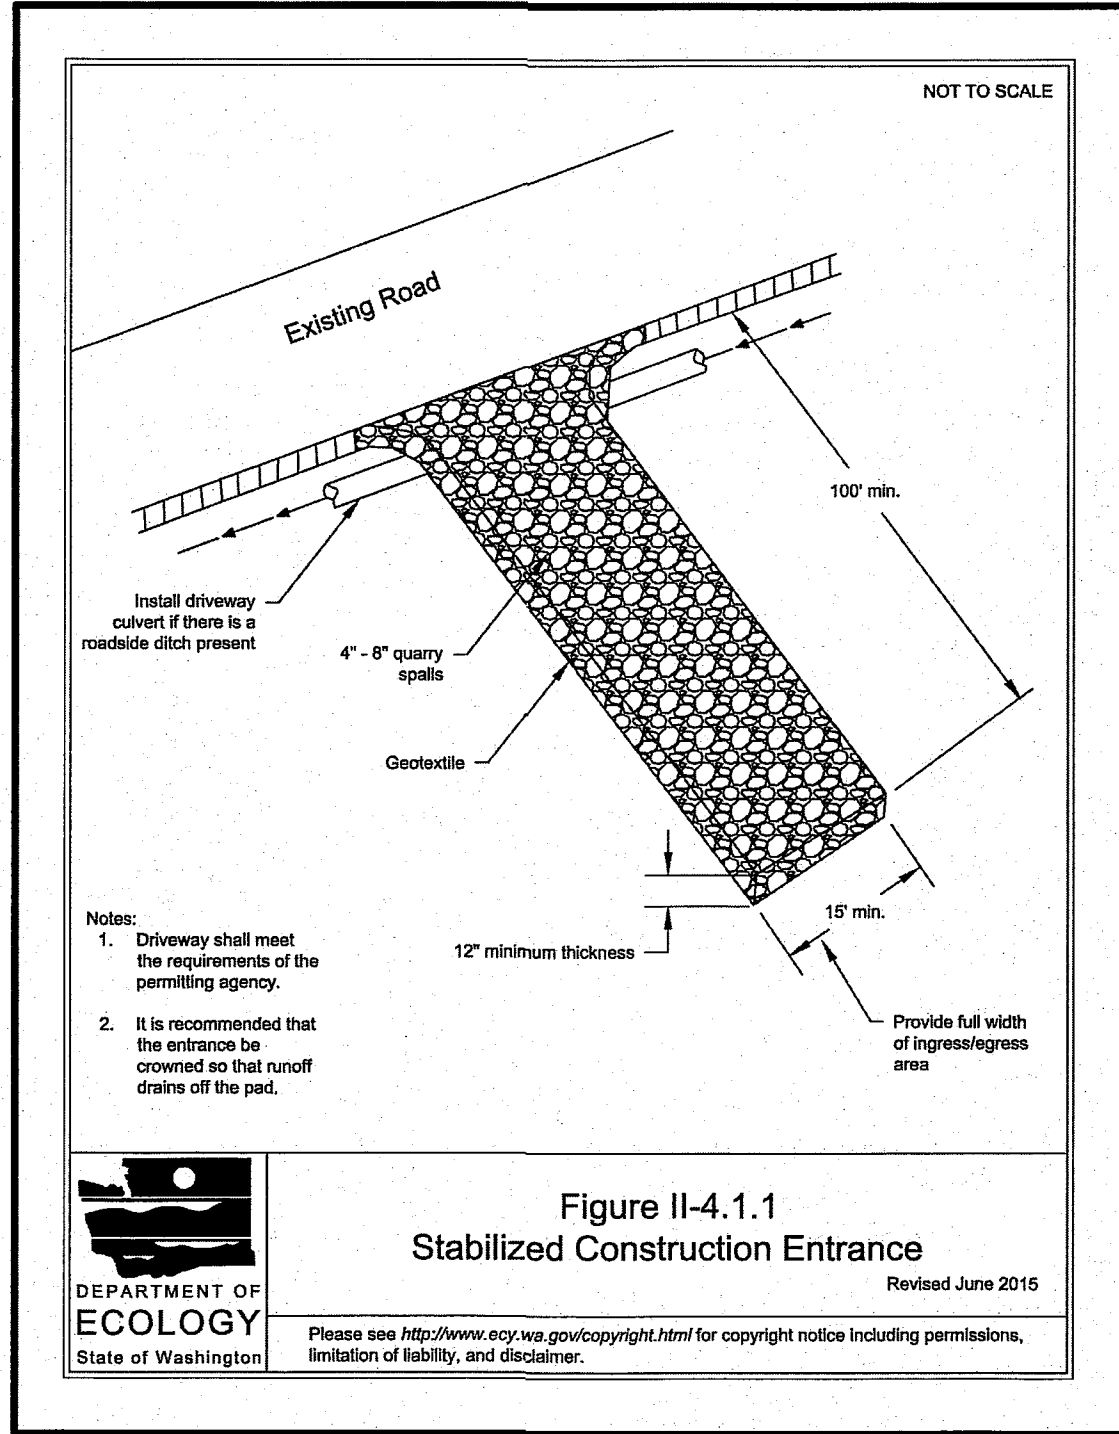 NOT TO SCALE
Existing Road
100' min.
Install driveway
culvert if there is a
roadside ditch present
4" - 8" quarry
spalls
Geotextile
15' min.
12" minimum thickness
Provide full width
of ingress/egress
area
Notes:
1. Driveway shall meet
the requirements of the
permitting agency.
2. It is recommended that
the entrance be
crowned so that runoff
drains off the pad.
Figure II-4.1.1
Stabilized Construction Entrance
Revised June 2015
DEPARTMENT OF
ECOLOGY
State of Washington
Please see http://www.ecy.wa.gov/copyright.html for copyright notice including permissions,
limitation of liability, and disclaimer.